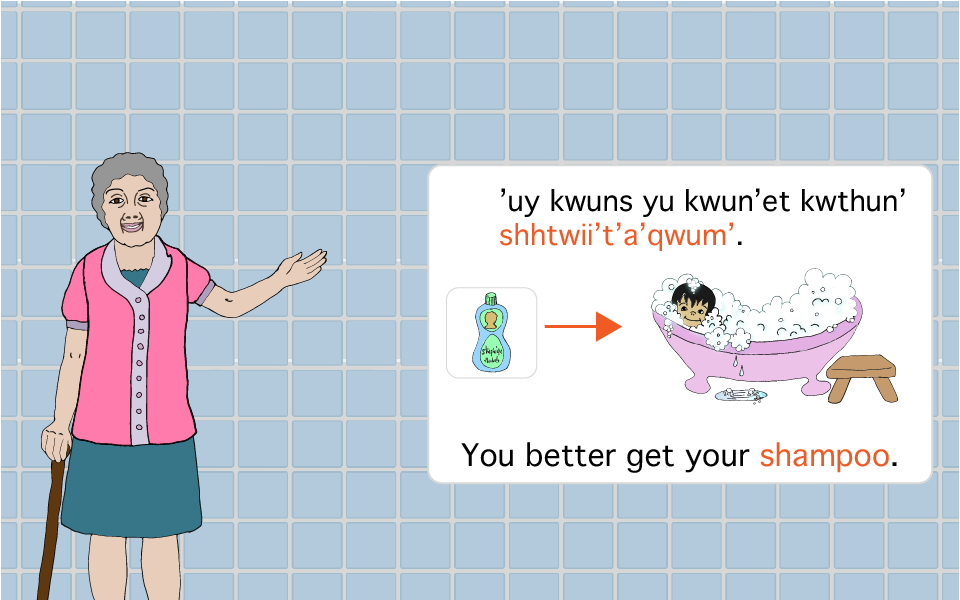 ’uy kwuns yu kwun’et kwthun’
shhtwii’t’a’qwum’.
You better get your shampoo.